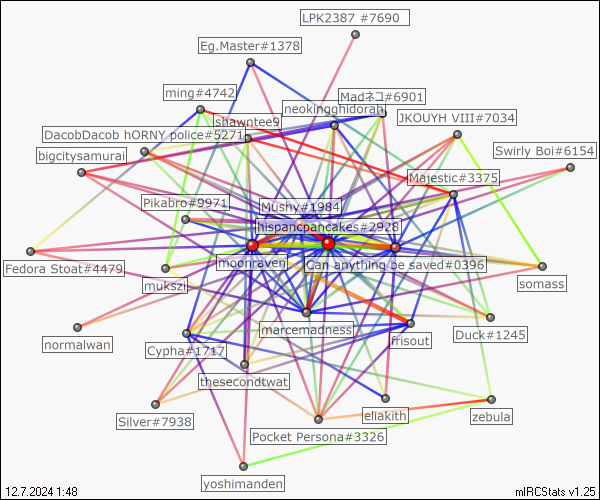 LPK2387 #7690
Eg.Master#1378
ming#4742
Madネコ#6901
neokingghidorah
shawntee9
JKOUYH VIII#7034
DacobDacob hORNY police#5271
bigcitysamurai
Swirly Boi#6154
Majestic#3375
Pikabro#9971
Mushy#1984
hispancpancakes#2928
moonraven
Can anything be saved#0396
Fedora Stoat#4479
mukszi
somass
marcemadness
normalwan
Cypha#1717
frisout
Duck#1245
thesecondtwat
Silver#7938
eliakith
zebula
Pocket Persona#3326
yoshimanden
12.7.2024 1:48
mIRCStats v1.25